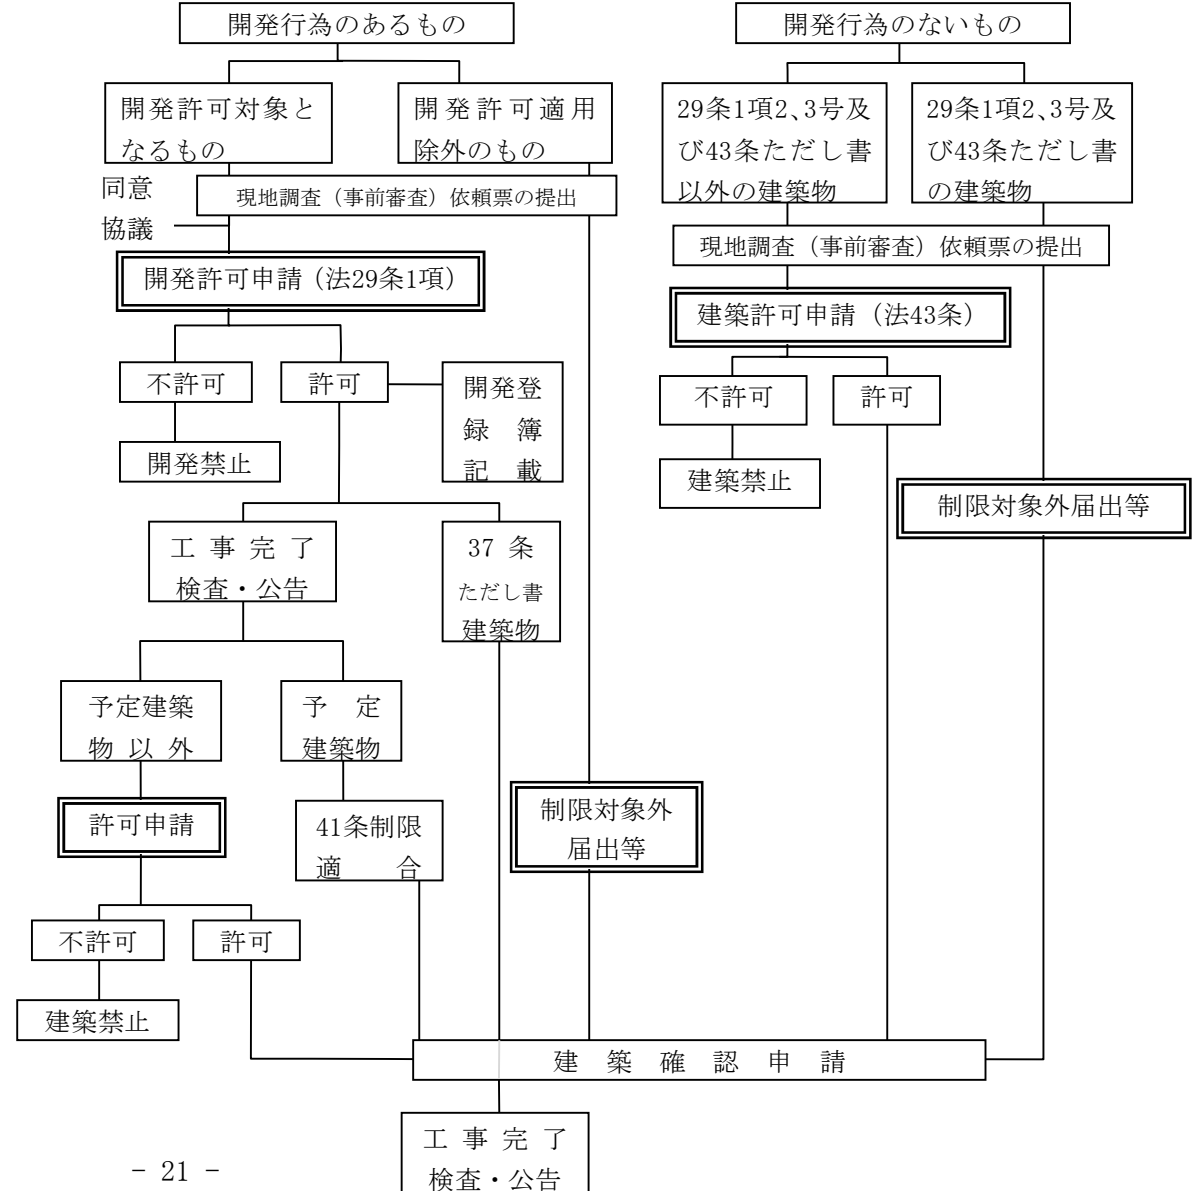 開発行為のあるもの
開発行為のないもの
開発許可対象と
なるもの
開発許可適用
除外のもの
29条1項2、3号及
び43条ただし書
以外の建築物
29条1項2、3号及
び43条ただし書
の建築物
同意
協議
現地調査（事前審査）依頼票の提出
現地調査（事前審査）依頼票の提出
開発許可申請（法29条1項）
建築許可申請（法43条）
不許可
許可
開発登
録簿
記載
不許可
許可
開発禁止
建築禁止
制限対象外届出等
工事完了
検査・公告
37条
ただし書
建築物
予定建築
物以外
予定
建築物
許可申請
41条制限
適合
制限対象外
届出等
不許可
許可
建築禁止
建築確認申請
工事完了
検査・公告
- 21 -